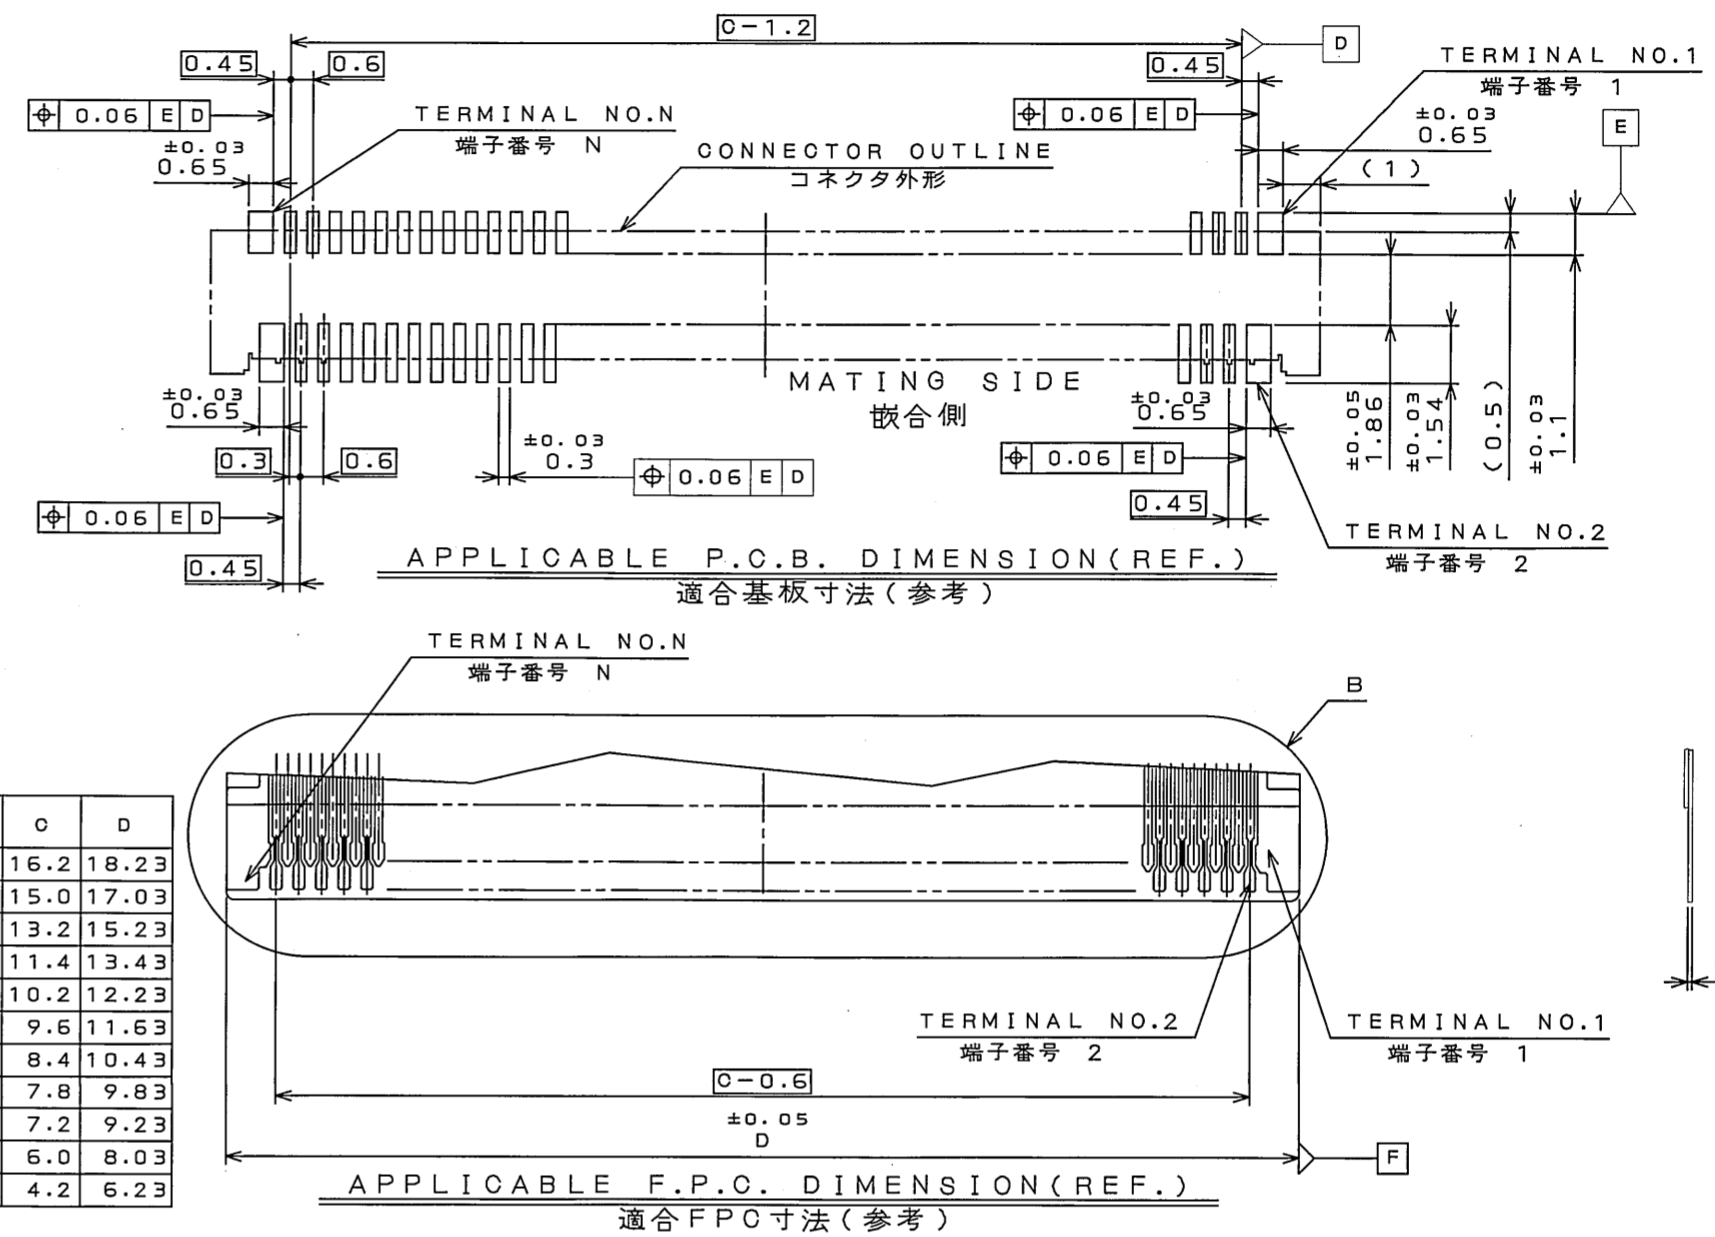 C-1.2
D
0.45
0.6
0.45
TERMINAL NO.1
端子番号 1
⌖ 0.06 E D
TERMINAL NO.N
端子番号 N
⌖ 0.06 E D
±0.03
0.65
E
±0.03
0.65
CONNECTOR OUTLINE
コネクタ外形
(1)
MATING SIDE
嵌合側
±0.03
0.65
±0.03
0.65
±0.05
1.86
±0.03
1.54
(0.5)
±0.03
1.1
0.3
0.6
±0.03
0.3
⌖ 0.06 E D
⌖ 0.06 E D
⌖ 0.06 E D
0.45
0.45
TERMINAL NO.2
端子番号 2
APPLICABLE P.C.B. DIMENSION(REF.)
適合基板寸法(参考)
TERMINAL NO.N
端子番号 N
B
C D
16.2 18.23
15.0 17.03
13.2 15.23
11.4 13.43
10.2 12.23
9.6 11.63
8.4 10.43
7.8 9.83
7.2 9.23
6.0 8.03
4.2 6.23
TERMINAL NO.2
端子番号 2
TERMINAL NO.1
端子番号 1
C-0.6
±0.05
D
F
APPLICABLE F.P.C. DIMENSION(REF.)
適合FPC寸法(参考)